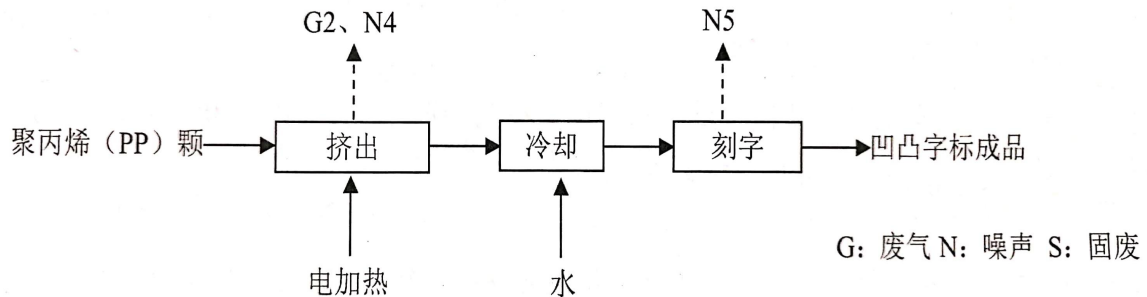 G2、N4
N5
聚丙烯（PP）颗
挤出
冷却
刻字
凹凸字标成品
G：废气 N：噪声 S：固废
电加热
水